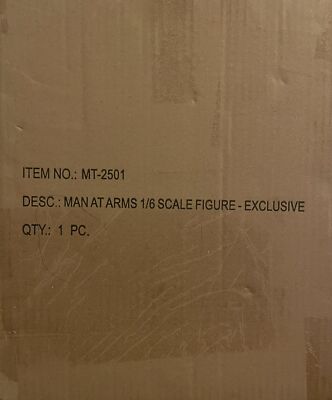 ITEM NO.: MT-2501
DESC.: MAN AT ARMS 1/6 SCALE FIGURE - EXCLUSIVE
QTY.: 1 PC.